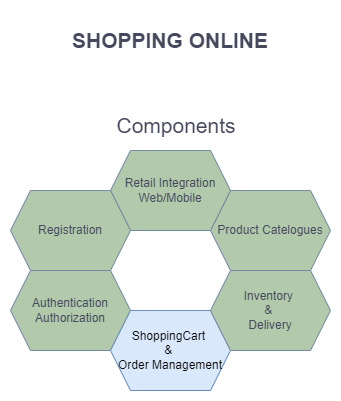 SHOPPING ONLINE
Components
Retail Integration
Web/Mobile
Registration
Product Catelogues
Authentication
Authorization
Inventory
&
Delivery
ShoppingCart
&
Order Management